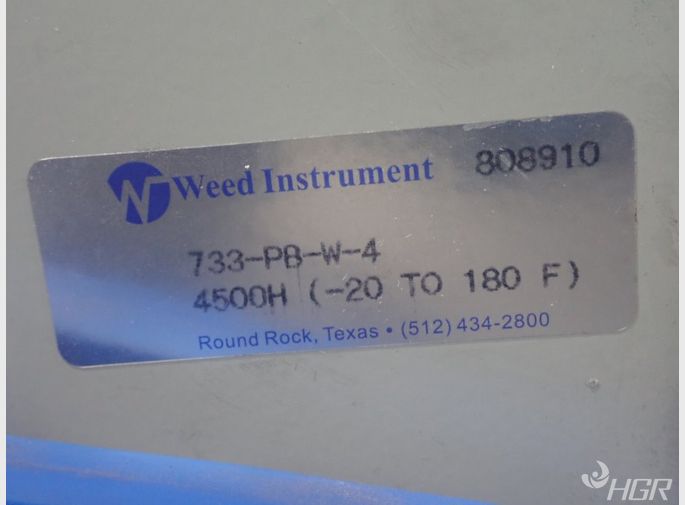 Weed Instrument 808910
733-PB-W-4
4500H (-20 TO 180 F)
Round Rock, Texas • (512) 434-2800
HGR